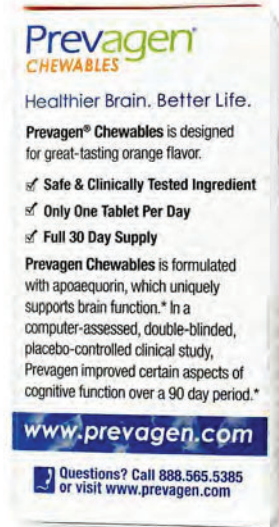 Prevagen®
CHEWABLES
Healthier Brain. Better Life.
Prevagen® Chewables is designed
for great-tasting orange flavor.
Safe & Clinically Tested Ingredient
Only One Tablet Per Day
Full 30 Day Supply
Prevagen Chewables is formulated
with apoaequorin, which uniquely
supports brain function.* In a
computer-assessed, double-blinded,
placebo-controlled clinical study,
Prevagen improved certain aspects of
cognitive function over a 90 day period.*
www.prevagen.com
Questions? Call 888.565.5385
or visit www.prevagen.com